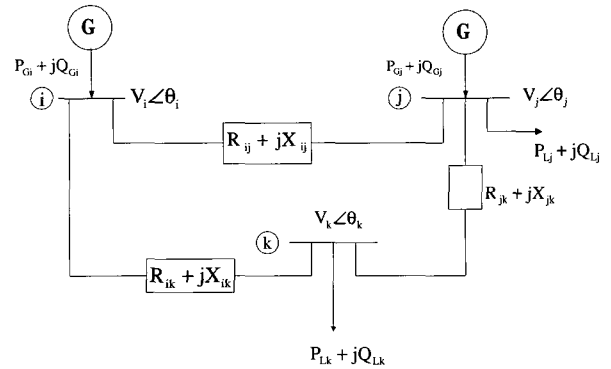 G
G
P_Gi + jQ_Gi
P_Gj + jQ_Gj
i
V_i∠θ_i
j
V_j∠θ_j
R_ij + jX_ij
P_Lj + jQ_Lj
R_jk + jX_jk
V_k∠θ_k
k
R_ik + jX_ik
P_Lk + jQ_Lk